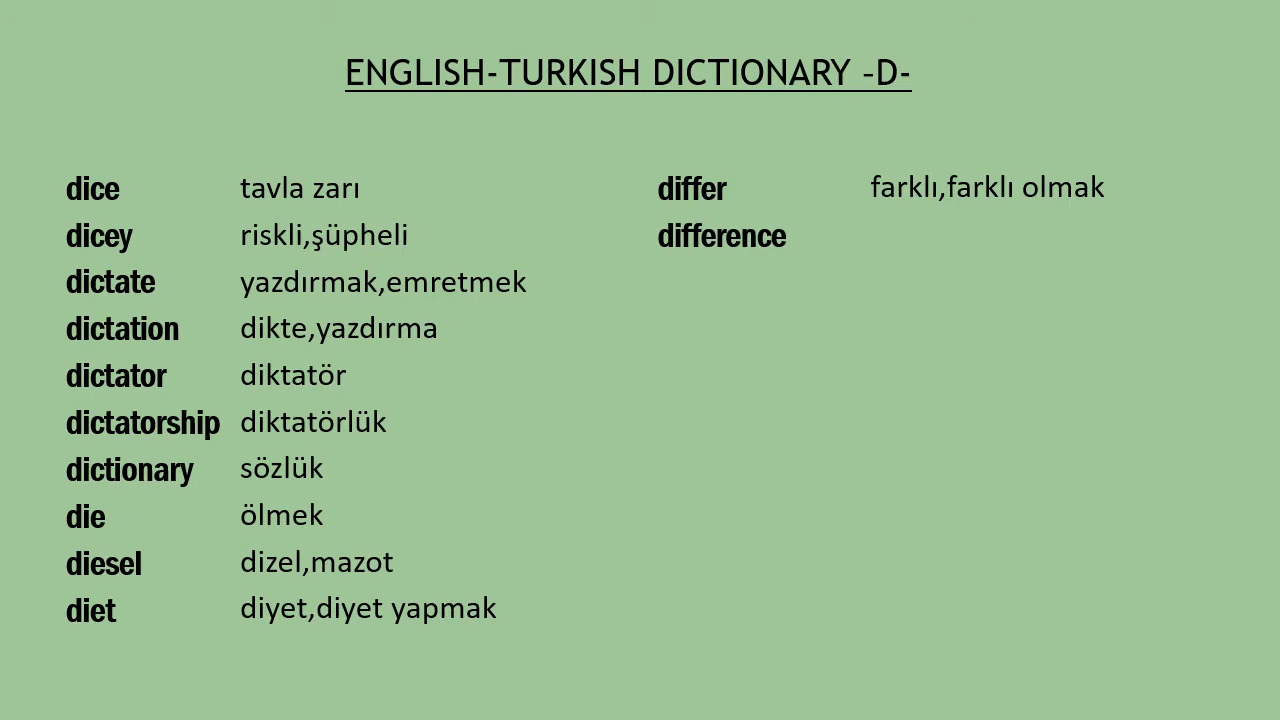 ENGLISH-TURKISH DICTIONARY –D-
dice tavla zarı
dicey riskli,şüpheli
dictate yazdırmak,emretmek
dictation dikte,yazdırma
dictator diktatör
dictatorship diktatörlük
dictionary sözlük
die ölmek
diesel dizel,mazot
diet diyet,diyet yapmak
differ farklı,farklı olmak
difference